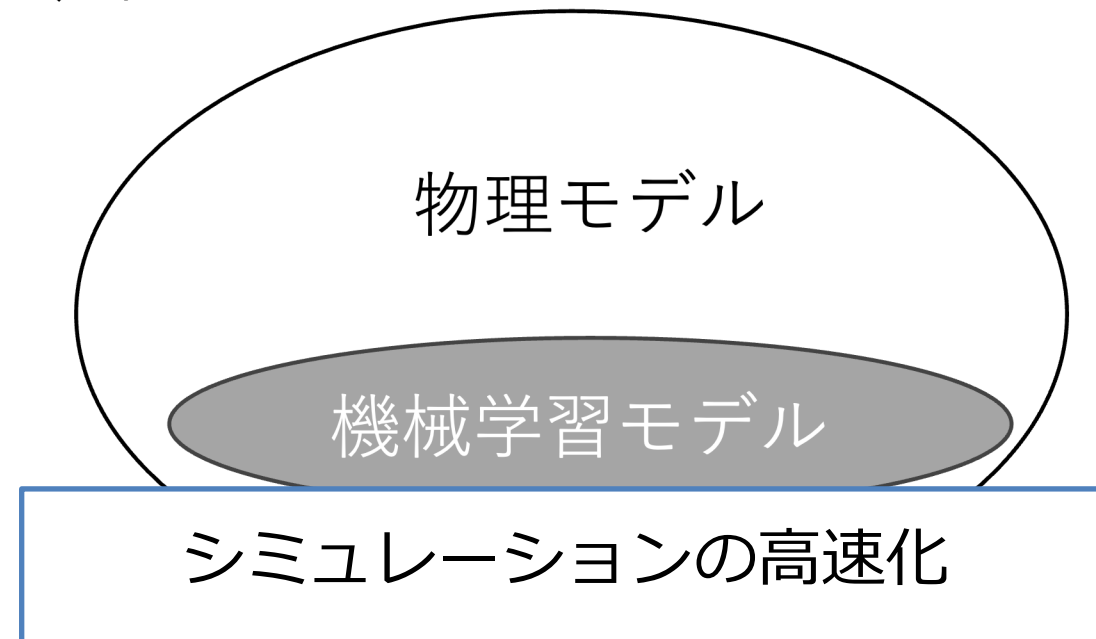 物理モデル
機械学習モデル
シミュレーションの高速化